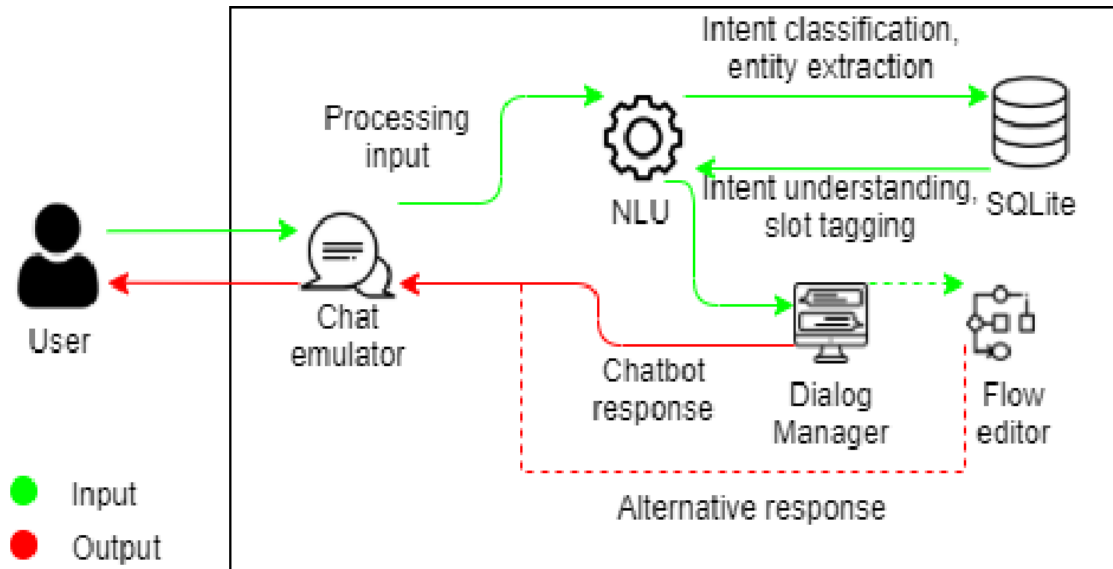 Intent classification,
entity extraction
Processing
input
Intent understanding,
slot tagging
NLU
SQLite
User
Chat
emulator
Chatbot
response
Dialog
Manager
Flow
editor
Alternative response
Input
Output